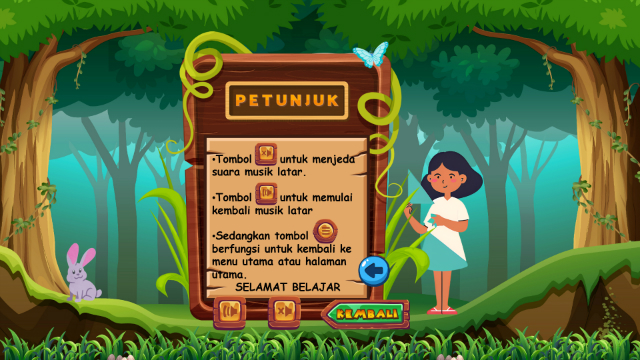 PETUNJUK
•Tombol untuk menjeda
suara musik latar.
•Tombol untuk memulai
kembali musik latar
•Sedangkan tombol
berfungsi untuk kembali ke
menu utama atau halaman
utama.
SELAMAT BELAJAR
KEMBALI